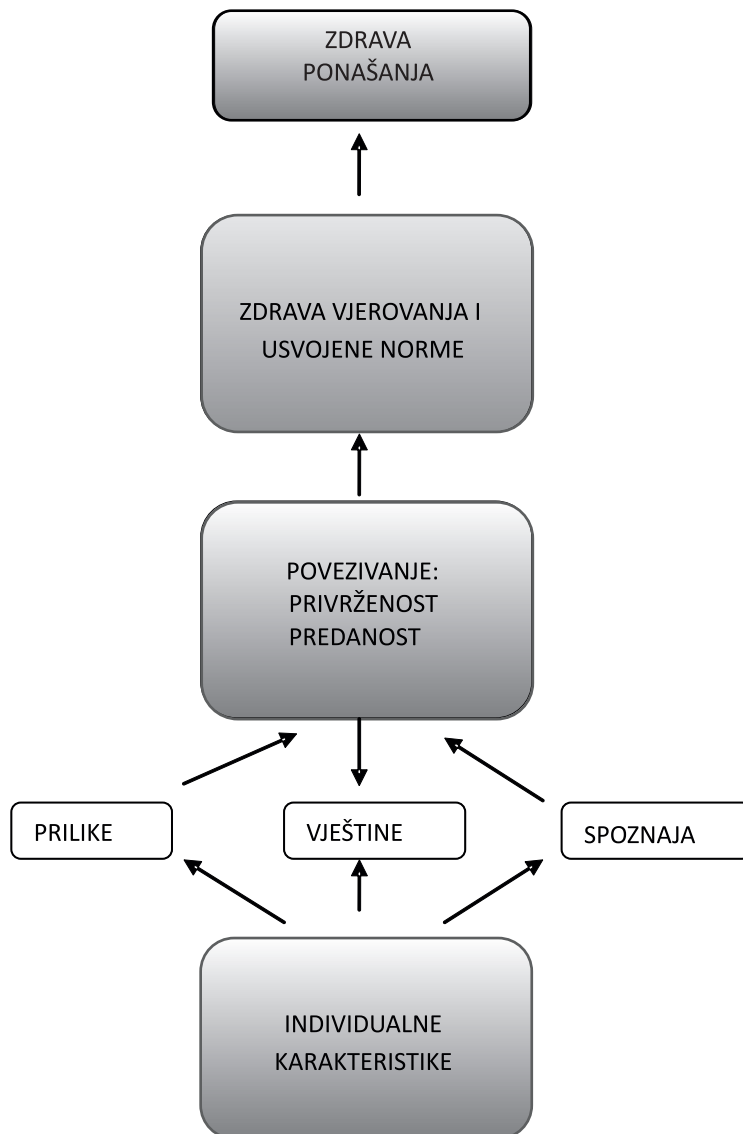 ZDRAVA
PONAŠANJA
ZDRAVA VJEROVANJA I
USVOJENE NORME
POVEZIVANJE:
PRIVRŽENOST
PREDANOST
PRILIKE
VJEŠTINE
SPOZNAJA
INDIVIDUALNE
KARAKTERISTIKE